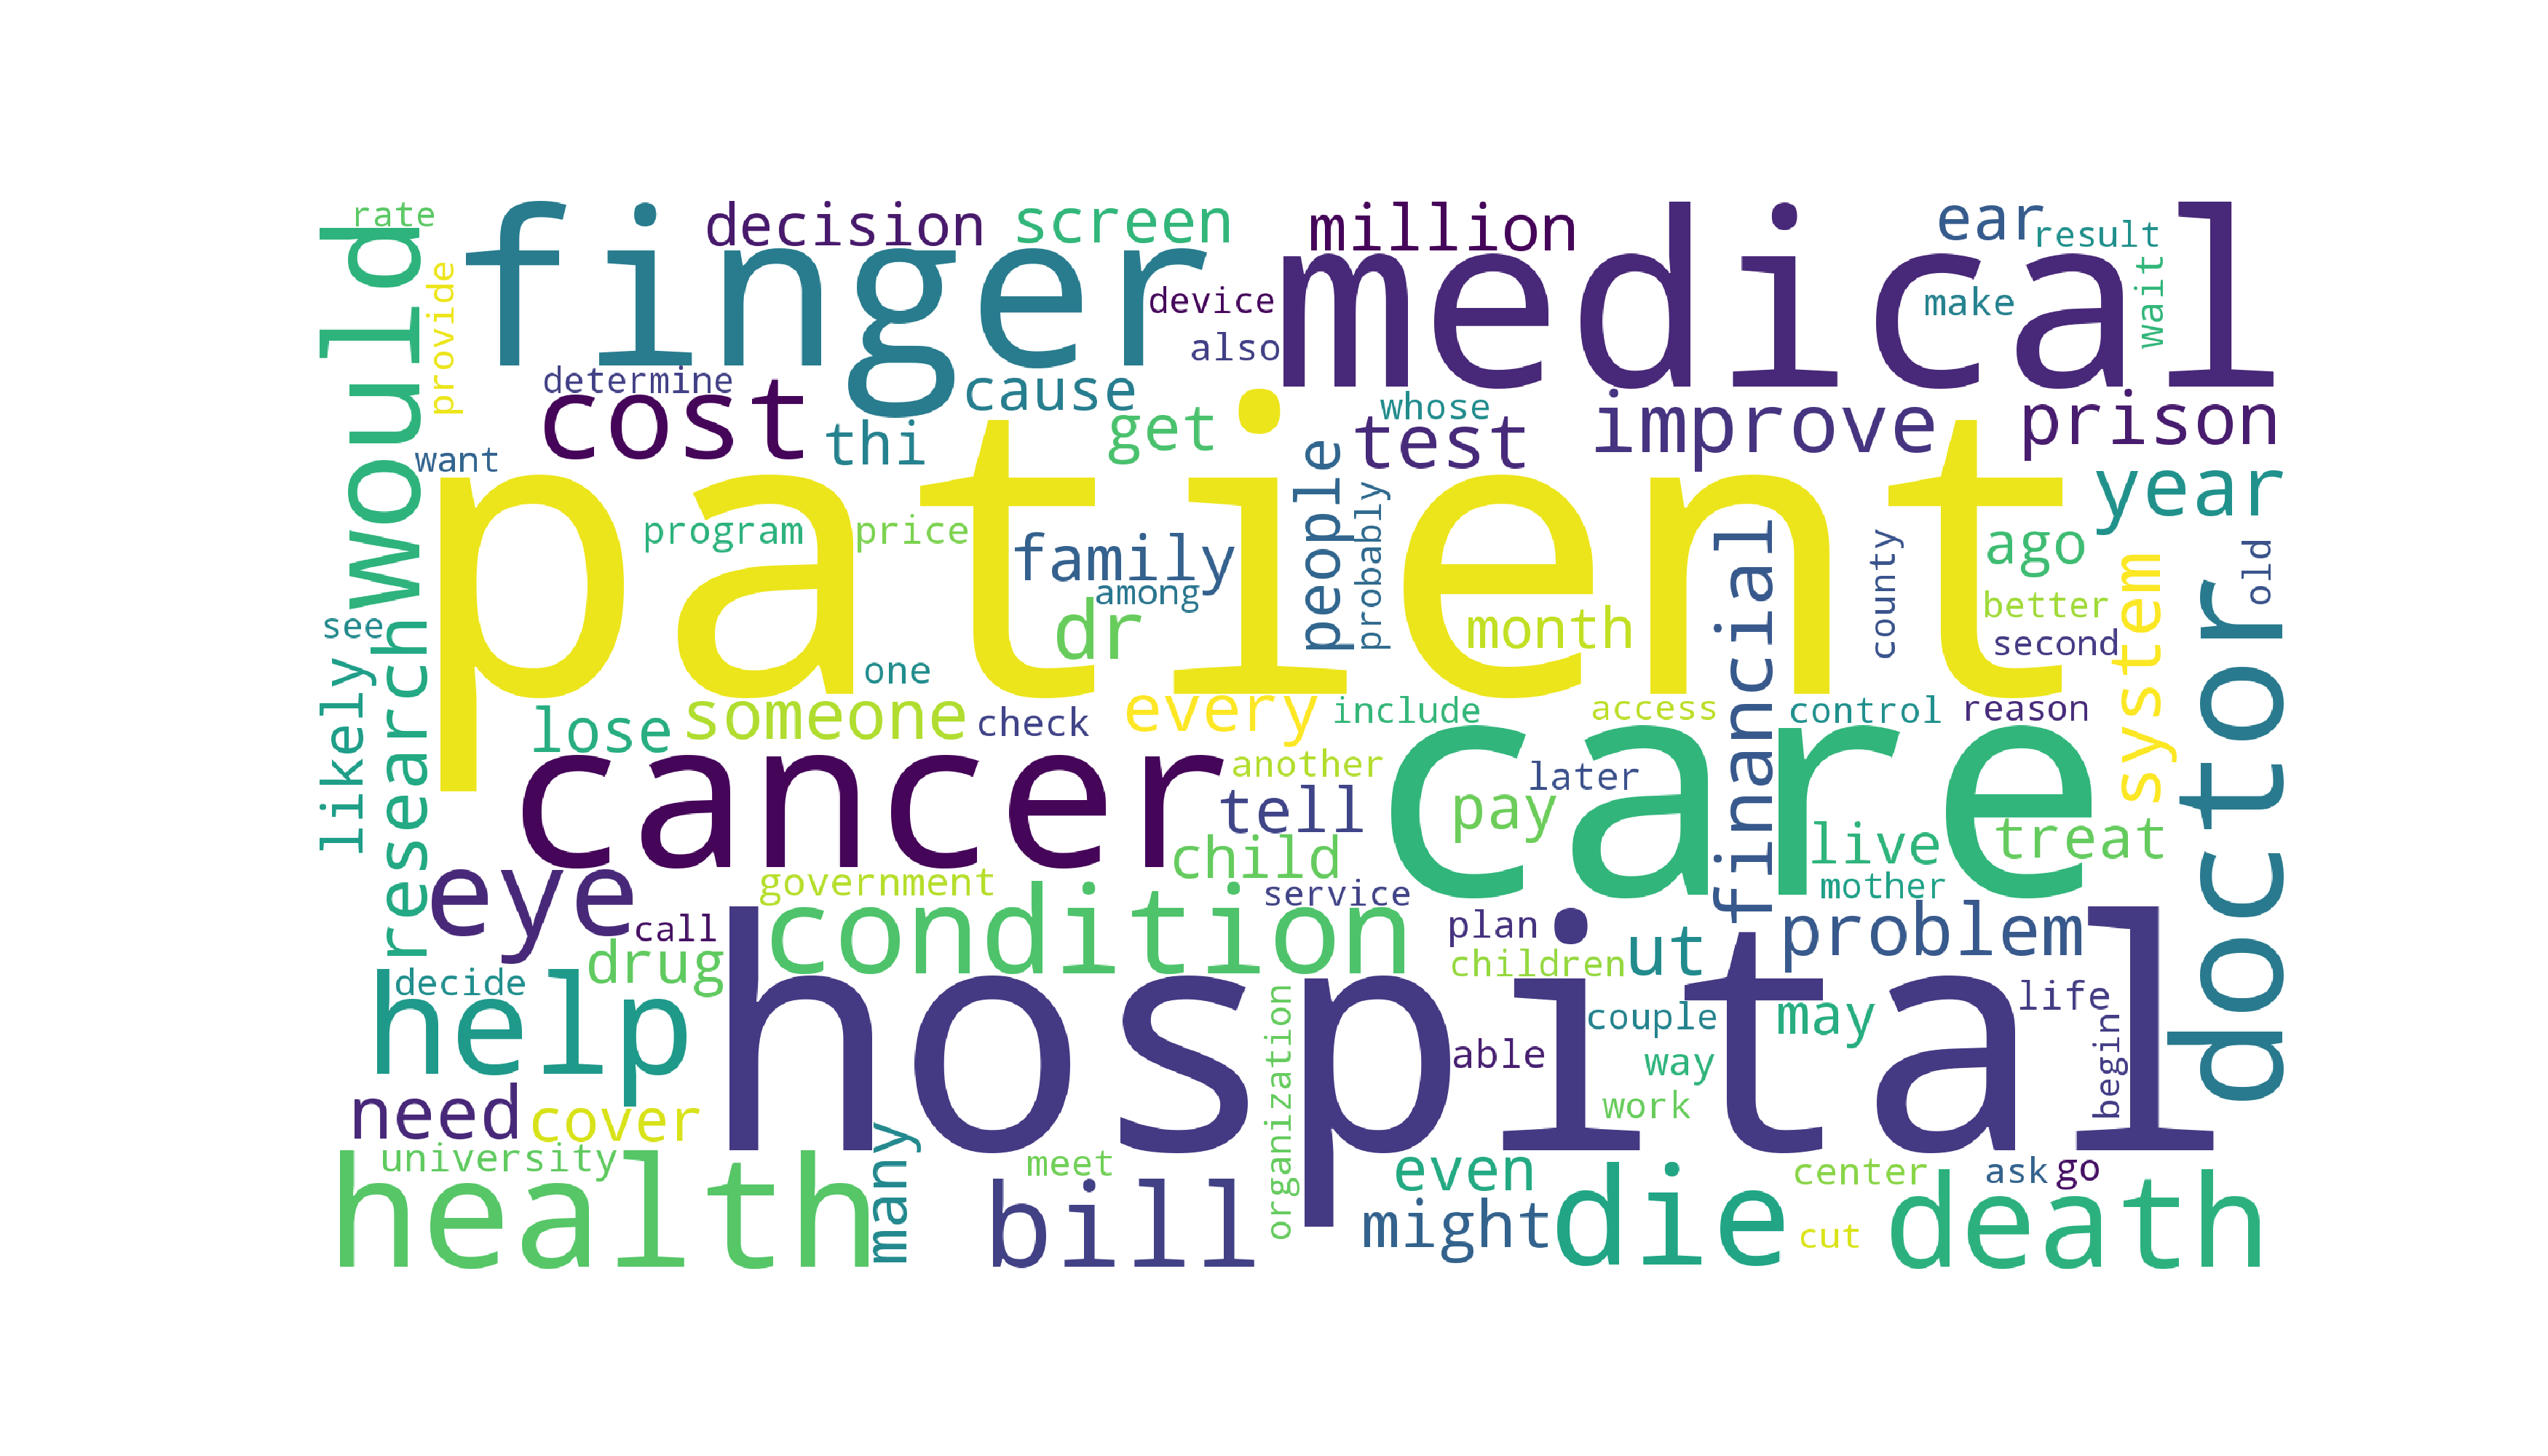 rate
finger
decision
screen
million
medical
ear
result
would
provide
device
also
make
wait
determine
cost
cause
thi
get
whose
test
improve
prison
want
patient
people
probably
year
program
price
family
among
dr
month
financial
county
ago
better
second
system
old
doctor
see
research
likely
one
lose
someone
check
every
include
access
control
reason
cancer
another
care
later
tell
pay
child
live
treat
mother
eye
government
condition
service
call
drug
plan
children
ut
problem
decide
help
hospital
organization
couple
may
life
able
way
work
begin
need
cover
university
health
many
meet
bill
even
might
die
center
cut
ask
go
death